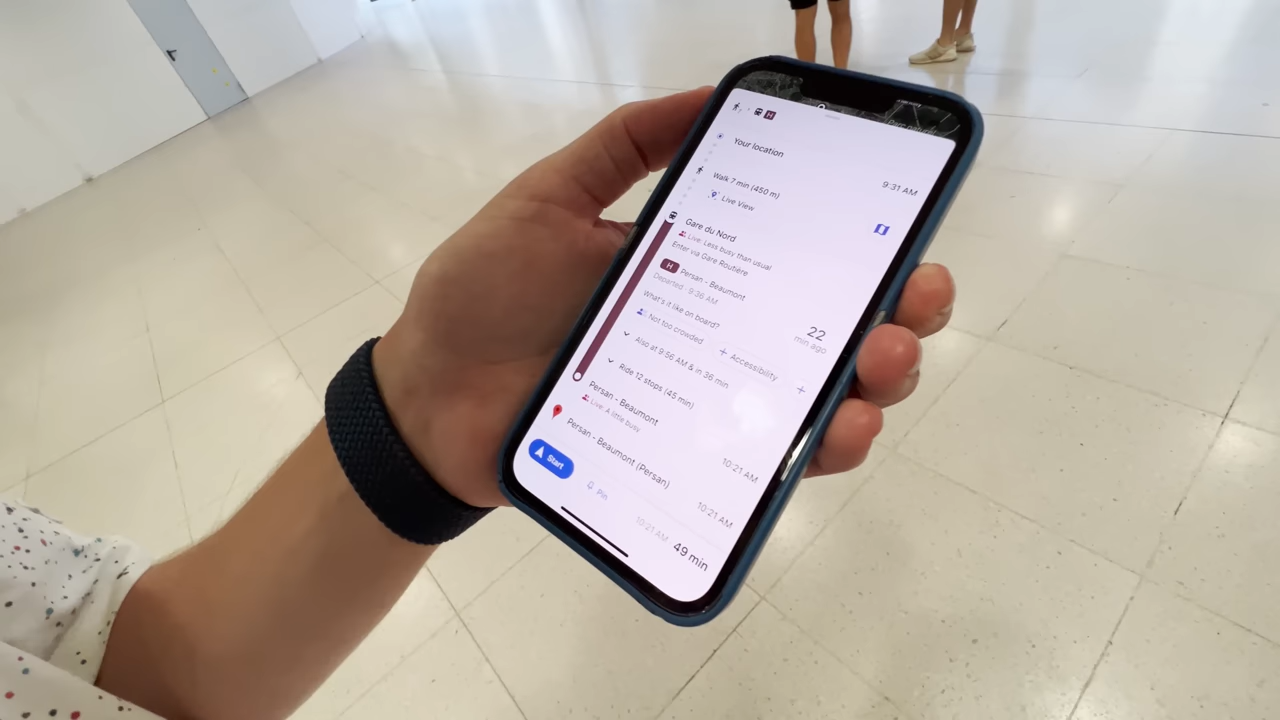 H
Your location
9:31 AM
Walk 7 min (450 m)
Live View
Gare du Nord
Live: Less busy than usual
Enter via Gare Routière
H Persan - Beaumont
Departed · 9:36 AM
22
min ago
What's it like on board?
Not too crowded
Accessibility
Also at 9:56 AM & in 36 min
Ride 12 stops (45 min)
Persan - Beaumont
10:21 AM
Live: A little busy
Persan - Beaumont (Persan)
10:21 AM
Start
Pin
10:21 AM
49 min